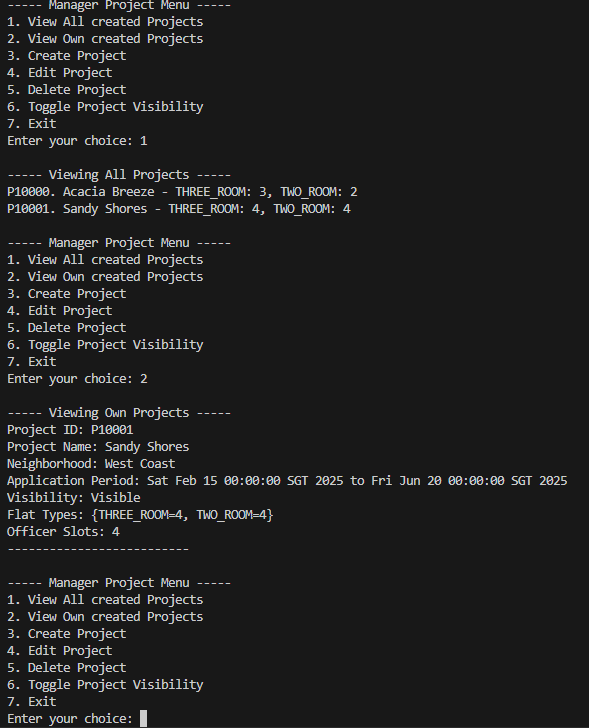 ----- Manager Project Menu -----
1. View All created Projects
2. View Own created Projects
3. Create Project
4. Edit Project
5. Delete Project
6. Toggle Project Visibility
7. Exit
Enter your choice: 1

----- Viewing All Projects -----
P10000. Acacia Breeze - THREE_ROOM: 3, TWO_ROOM: 2
P10001. Sandy Shores - THREE_ROOM: 4, TWO_ROOM: 4

----- Manager Project Menu -----
1. View All created Projects
2. View Own created Projects
3. Create Project
4. Edit Project
5. Delete Project
6. Toggle Project Visibility
7. Exit
Enter your choice: 2

----- Viewing Own Projects -----
Project ID: P10001
Project Name: Sandy Shores
Neighborhood: West Coast
Application Period: Sat Feb 15 00:00:00 SGT 2025 to Fri Jun 20 00:00:00 SGT 2025
Visibility: Visible
Flat Types: {THREE_ROOM=4, TWO_ROOM=4}
Officer Slots: 4
--------------------------

----- Manager Project Menu -----
1. View All created Projects
2. View Own created Projects
3. Create Project
4. Edit Project
5. Delete Project
6. Toggle Project Visibility
7. Exit
Enter your choice: